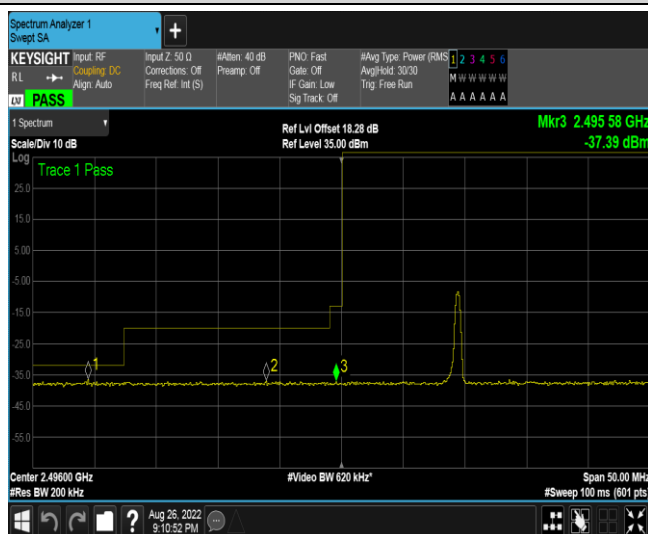 Spectrum Analyzer 1
Swept SA
+
KEYSIGHT
RL
LXI PASS
Input: RF
Coupling: DC
Align: Auto
Input Z: 50 Ω
Corrections: Off
Freq Ref: Int (S)
#Atten: 40 dB
Preamp: Off
PNO: Fast
Gate: Off
IF Gain: Low
Sig Track: Off
#Avg Type: Power (RMS
Avg|Hold: 30/30
Trig: Free Run
1 2 3 4 5 6
M W W W W W
A A A A A A
1 Spectrum
Scale/Div 10 dB
Ref Lvl Offset 18.28 dB
Ref Level 35.00 dBm
Mkr3 2.495 58 GHz
-37.39 dBm
Log
Trace 1 Pass
25.0
15.0
5.00
-5.00
-15.0
-25.0
-35.0
-45.0
-55.0
1
2
3
Center 2.49600 GHz
#Res BW 200 kHz
#Video BW 620 kHz*
Span 50.00 MHz
#Sweep 100 ms (601 pts)
?
Aug 26, 2022
9:10:52 PM